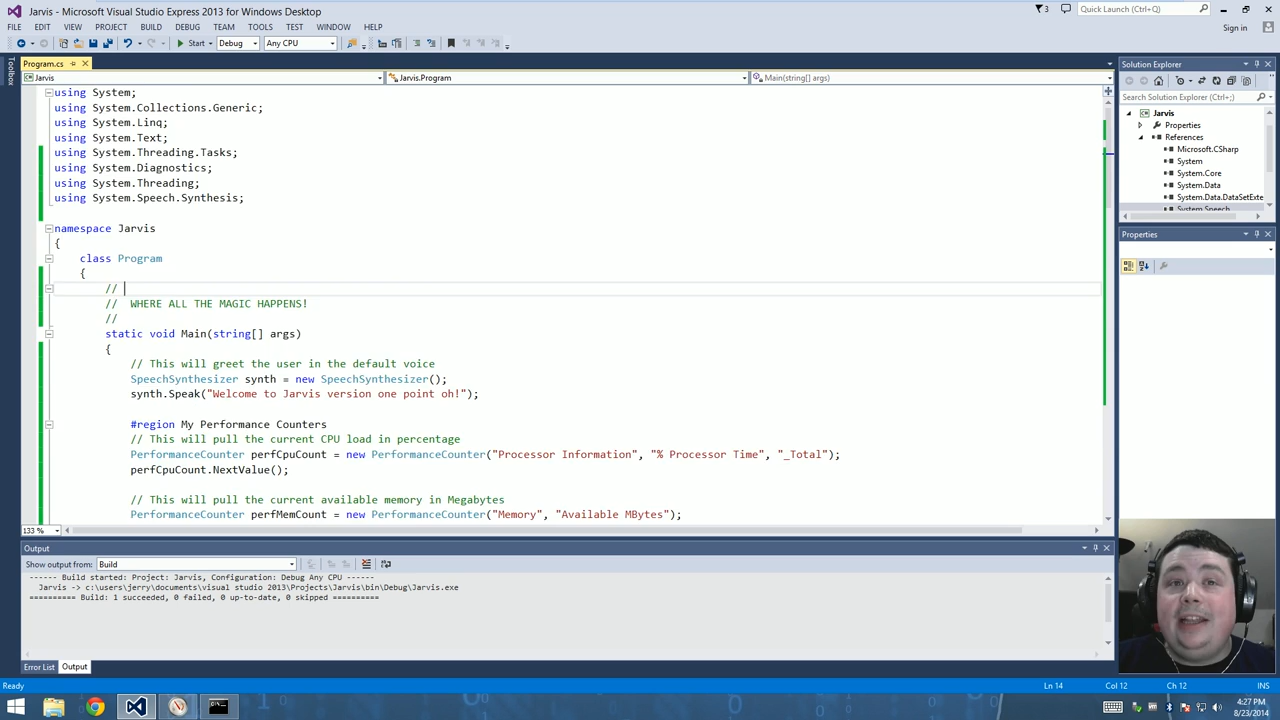 Jarvis - Microsoft Visual Studio Express 2013 for Windows Desktop
3
Quick Launch (Ctrl+Q)
FILE EDIT VIEW PROJECT BUILD DEBUG TEAM TOOLS TEST WINDOW HELP
Sign in
Start Debug Any CPU
Toolbox
Program.cs
Jarvis Jarvis.Program Main(string[] args)
using System;
using System.Collections.Generic;
using System.Linq;
using System.Text;
using System.Threading.Tasks;
using System.Diagnostics;
using System.Threading;
using System.Speech.Synthesis;
namespace Jarvis
{
class Program
{
//
// WHERE ALL THE MAGIC HAPPENS!
//
static void Main(string[] args)
{
// This will greet the user in the default voice
SpeechSynthesizer synth = new SpeechSynthesizer();
synth.Speak("Welcome to Jarvis version one point oh!");
#region My Performance Counters
// This will pull the current CPU load in percentage
PerformanceCounter perfCpuCount = new PerformanceCounter("Processor Information", "% Processor Time", "_Total");
perfCpuCount.NextValue();
// This will pull the current available memory in Megabytes
PerformanceCounter perfMemCount = new PerformanceCounter("Memory", "Available MBytes");
133 %
Solution Explorer
Search Solution Explorer (Ctrl+;)
Jarvis
Properties
References
Microsoft.CSharp
System
System.Core
System.Data
System.Data.DataSetExte
System.Speech
Properties
Output
Show output from: Build
------ Build started: Project: Jarvis, Configuration: Debug Any CPU ------
Jarvis -> c:\users\jerry\documents\visual studio 2013\Projects\Jarvis\bin\Debug\Jarvis.exe
========== Build: 1 succeeded, 0 failed, 0 up-to-date, 0 skipped ==========
Error List Output
Ready Ln 14 Col 12 Ch 12 INS
4:27 PM
8/23/2014